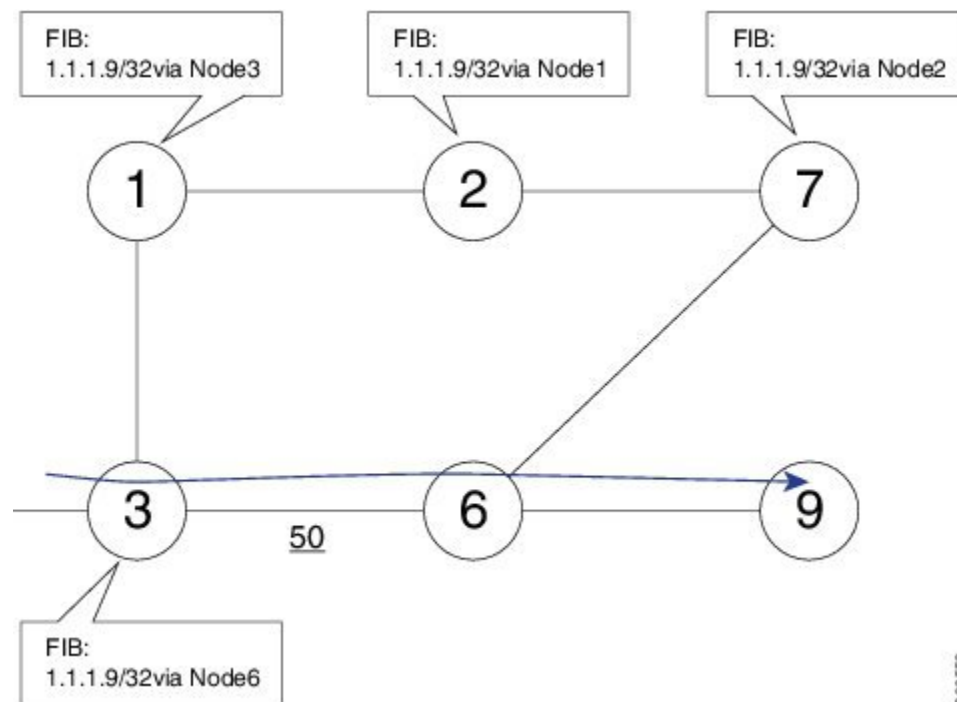 FIB:
1.1.1.9/32via Node3
FIB:
1.1.1.9/32via Node1
FIB:
1.1.1.9/32via Node2
1
2
7
3
6
9
50
FIB:
1.1.1.9/32via Node6